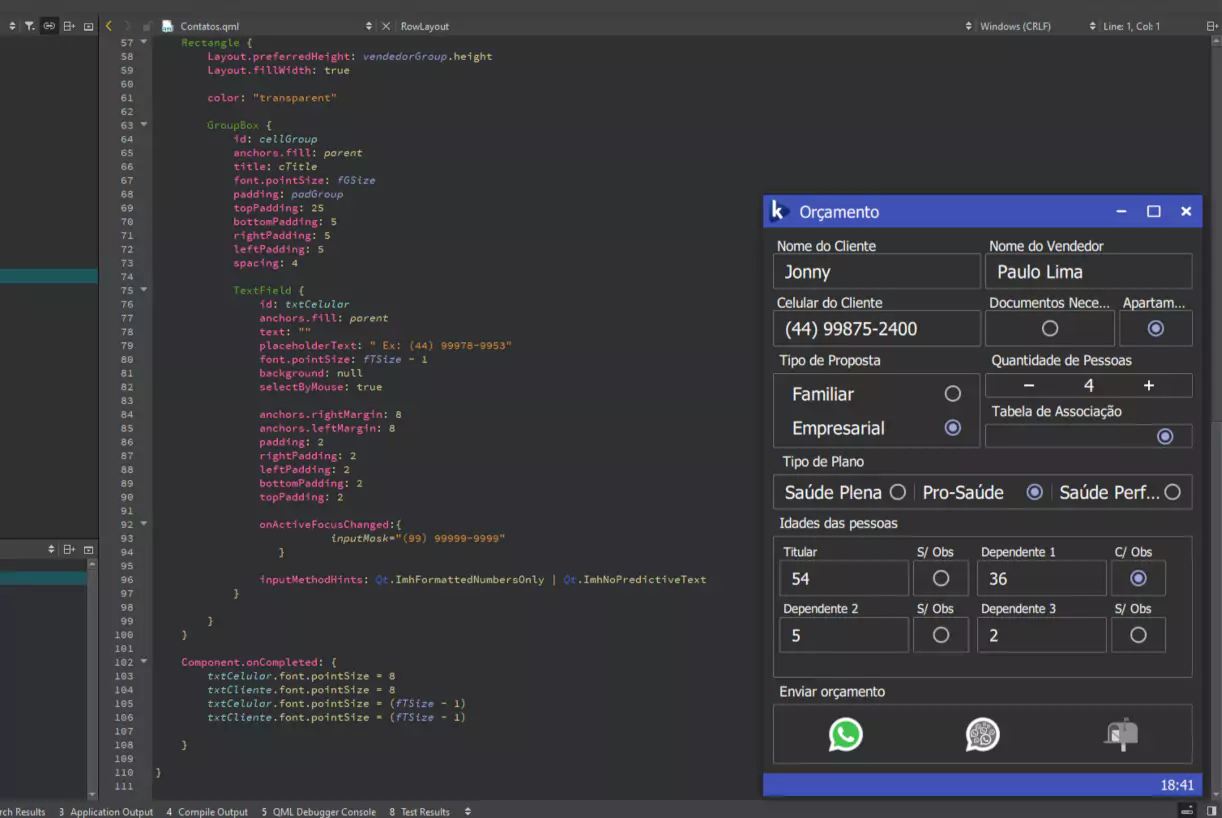 Contatos.qml
RowLayout
Windows (CRLF)
Line: 1, Col: 1
57 Rectangle {
58 Layout.preferredHeight: vendedorGroup.height
59 Layout.fillWidth: true
60
61 color: "transparent"
62
63 GroupBox {
64 id: cellGroup
65 anchors.fill: parent
66 title: cTitle
67 font.pointSize: fGSize
68 padding: padGroup
69 topPadding: 25
70 bottomPadding: 5
71 rightPadding: 5
72 leftPadding: 5
73 spacing: 4
74
75 TextField {
76 id: txtCelular
77 anchors.fill: parent
78 text: ""
79 placeholderText: " Ex: (44) 99978-9953"
80 font.pointSize: fTSize - 1
81 background: null
82 selectByMouse: true
83
84 anchors.rightMargin: 8
85 anchors.leftMargin: 8
86 padding: 2
87 rightPadding: 2
88 leftPadding: 2
89 bottomPadding: 2
90 topPadding: 2
91
92 onActiveFocusChanged:{
93 inputMask="(99) 99999-9999"
94 }
95
96 inputMethodHints: Qt.ImhFormattedNumbersOnly | Qt.ImhNoPredictiveText
97 }
98
99 }
100 }
101
102 Component.onCompleted: {
103 txtCelular.font.pointSize = 8
104 txtCliente.font.pointSize = 8
105 txtCelular.font.pointSize = (fTSize - 1)
106 txtCliente.font.pointSize = (fTSize - 1)
107
108 }
109
110 }
111
k Orçamento
Nome do Cliente Nome do Vendedor
Jonny Paulo Lima
Celular do Cliente Documentos Nece... Apartam...
(44) 99875-2400
Tipo de Proposta Quantidade de Pessoas
Familiar − 4 +
Empresarial Tabela de Associação
Tipo de Plano
Saúde Plena Pro-Saúde Saúde Perf...
Idades das pessoas
Titular S/ Obs Dependente 1 C/ Obs
54 36
Dependente 2 S/ Obs Dependente 3 S/ Obs
5 2
Enviar orçamento
18:41
rch Results 3 Application Output 4 Compile Output 5 QML Debugger Console 8 Test Results